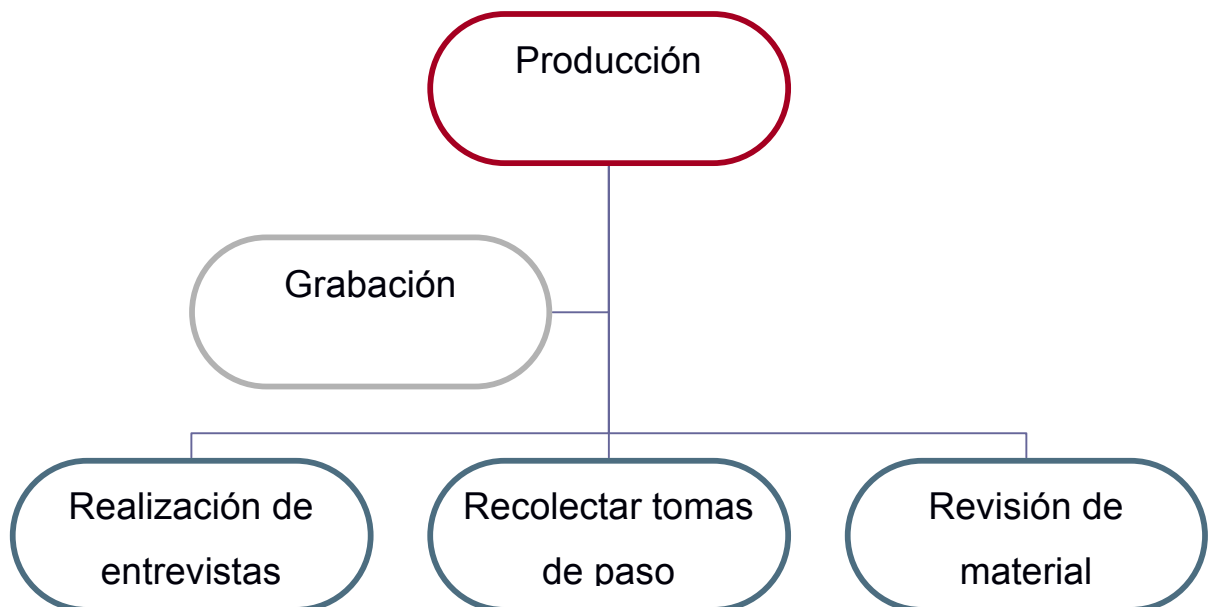 Producción
Grabación
Realización de
entrevistas
Recolectar tomas
de paso
Revisión de
material